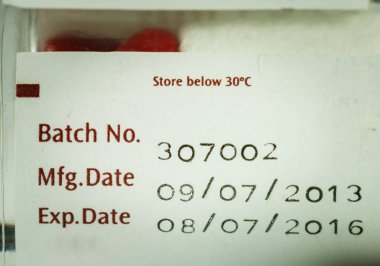 Store below 30°C
Batch No. 307002
Mfg.Date 09/07/2013
Exp.Date 08/07/2016